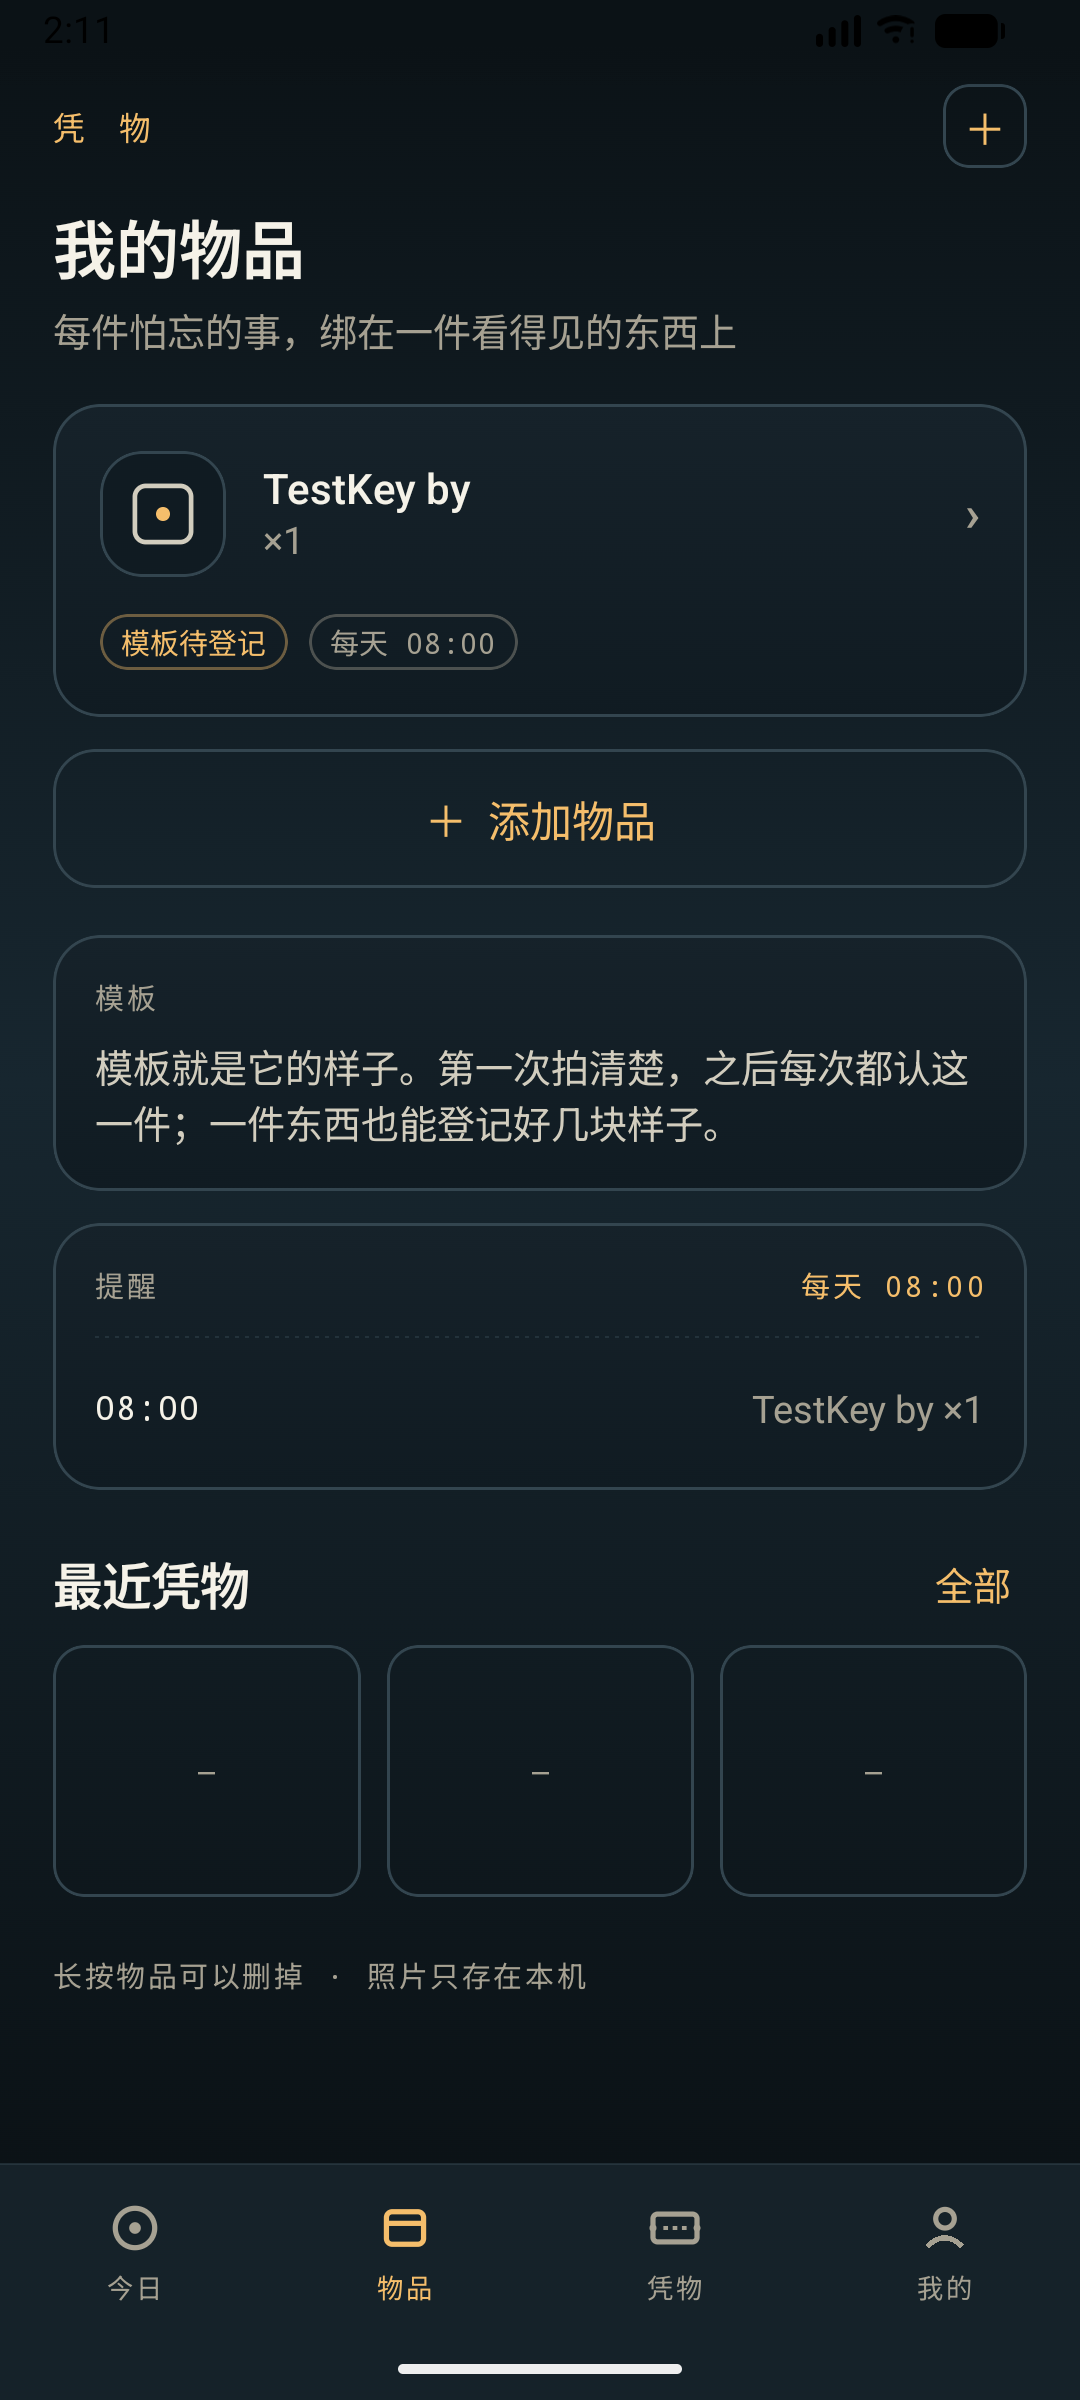 2:11
凭 物
我的物品
每件怕忘的事，绑在一件看得见的东西上
TestKey by
×1
模板待登记
每天 08:00
＋ 添加物品
模板
模板就是它的样子。第一次拍清楚，之后每次都认这
一件；一件东西也能登记好几块样子。
提醒
每天 08:00
08:00
TestKey by ×1
最近凭物
全部
–
–
–
长按物品可以删掉 · 照片只存在本机
今日
物品
凭物
我的